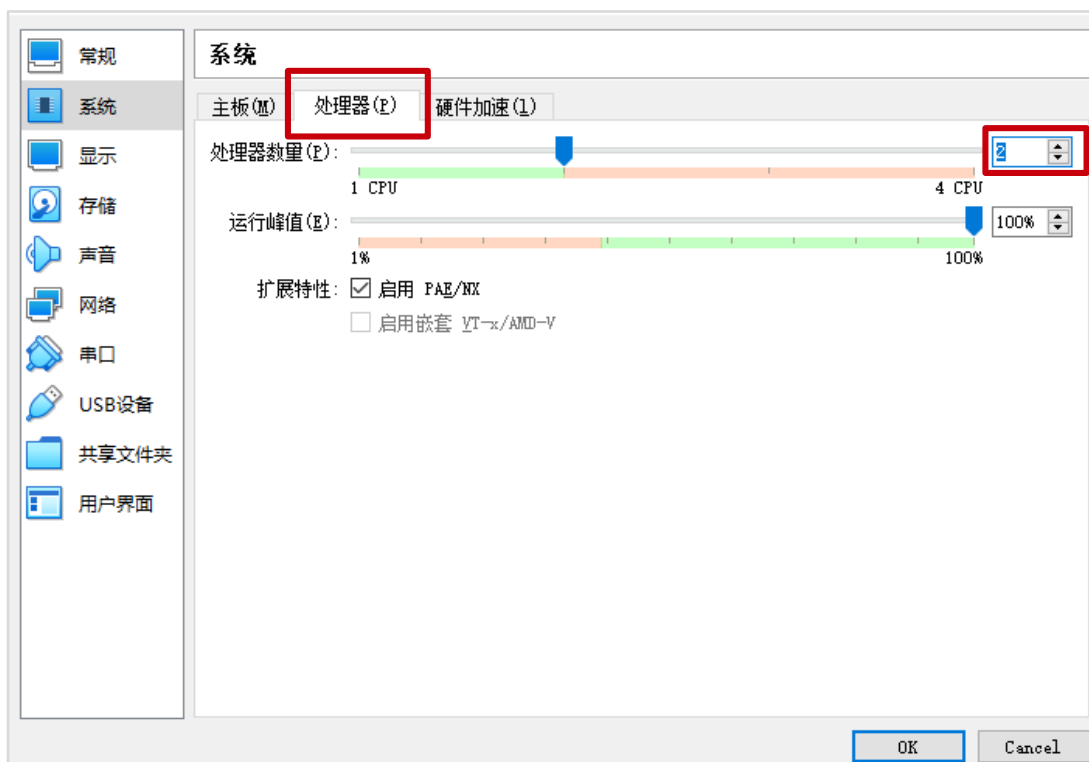 常规
系统
显示
存储
声音
网络
串口
USB设备
共享文件夹
用户界面
系统
主板(M) 处理器(P) 硬件加速(l)
处理器数量(P): 2
1 CPU 4 CPU
运行峰值(E): 100%
1% 100%
扩展特性: 启用 PAE/NX
启用嵌套 VT-x/AMD-V
OK Cancel